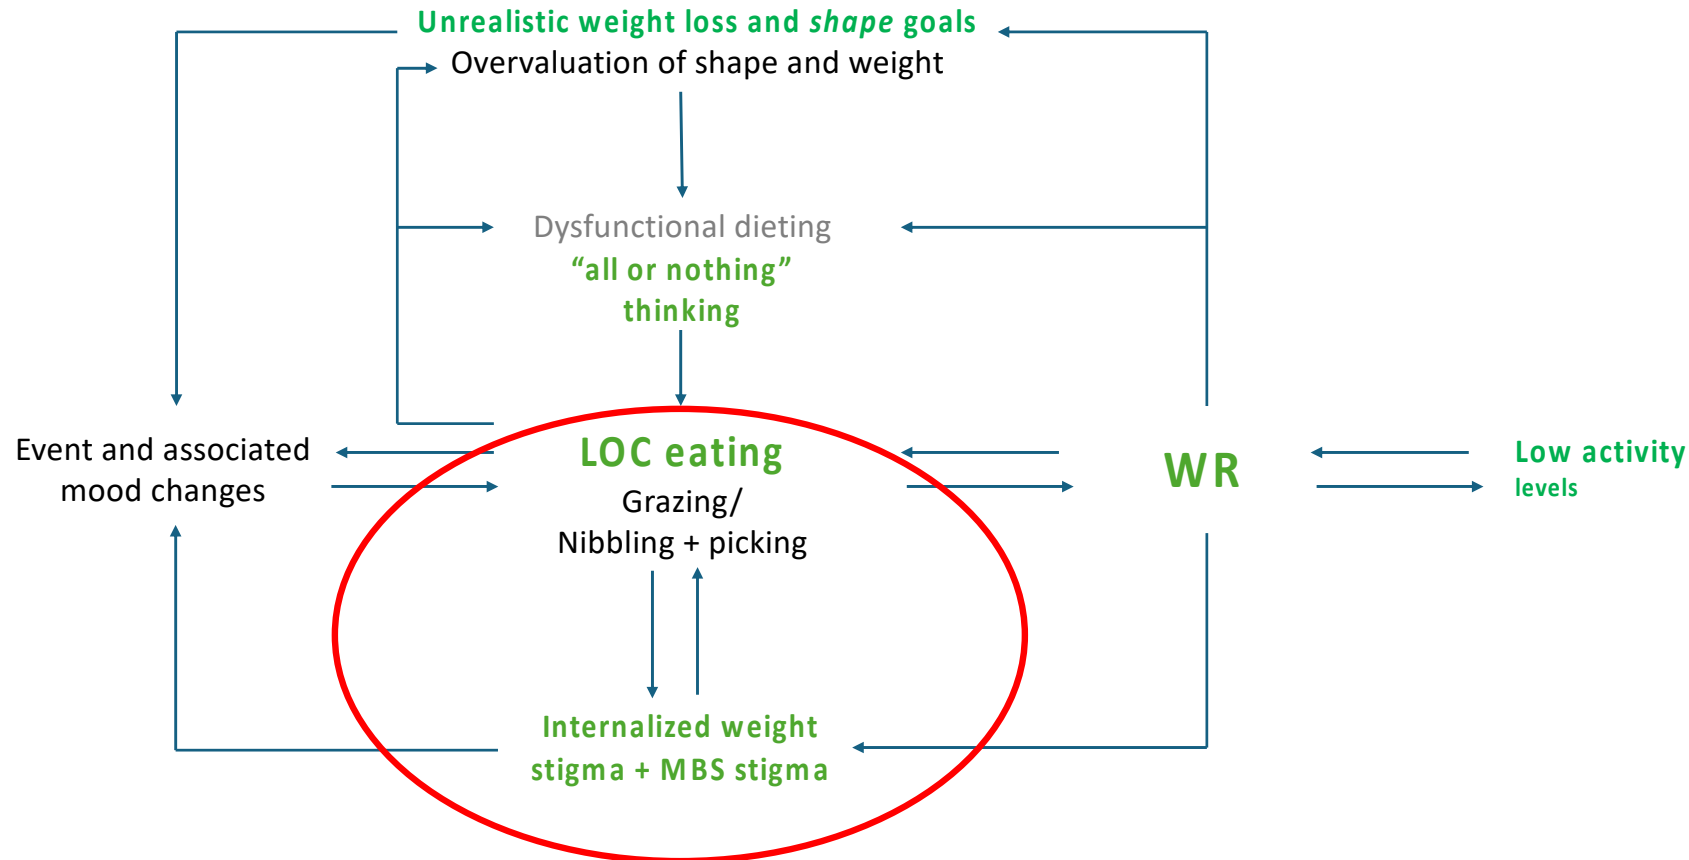 Unrealistic weight loss and shape goals
Overvaluation of shape and weight
Dysfunctional dieting
“all or nothing”
thinking
Event and associated
mood changes
LOC eating
Grazing/
Nibbling + picking
WR
Low activity
levels
Internalized weight
stigma + MBS stigma